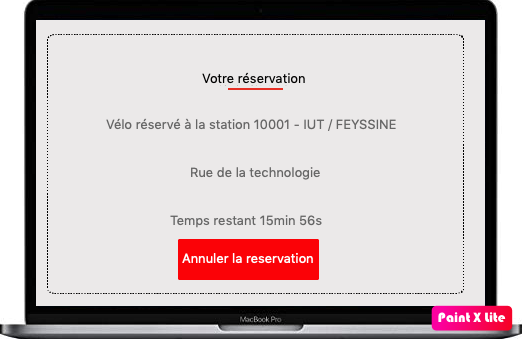 Votre réservation
Vélo réservé à la station 10001 - IUT / FEYSSINE
Rue de la technologie
Temps restant 15min 56s
Annuler la reservation
MacBook Pro
Paint X Lite